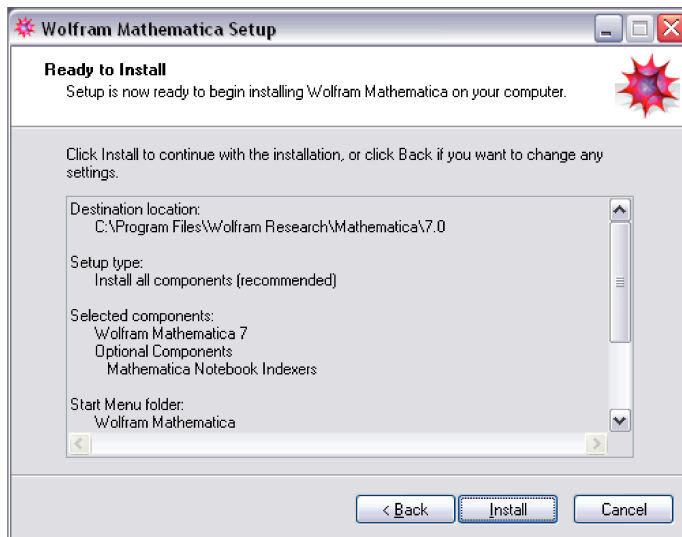 Wolfram Mathematica Setup
Ready to Install
Setup is now ready to begin installing Wolfram Mathematica on your computer.
Click Install to continue with the installation, or click Back if you want to change any
settings.
Destination location:
C:\Program Files\Wolfram Research\Mathematica\7.0
Setup type:
Install all components (recommended)
Selected components:
Wolfram Mathematica 7
Optional Components
Mathematica Notebook Indexers
Start Menu folder:
Wolfram Mathematica
< Back
Install
Cancel